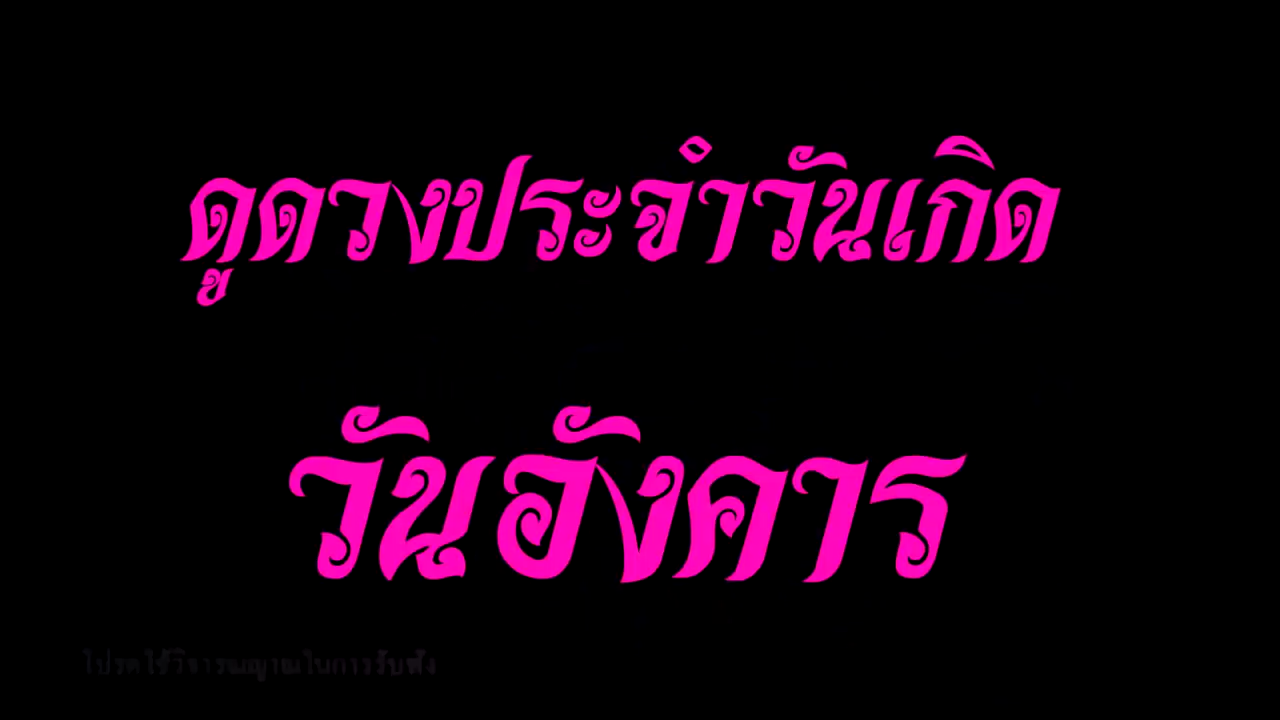 ดูดวงประจำวันเกิด
วันอังคาร
โปรดใช้วิจารณญาณในการรับฟัง